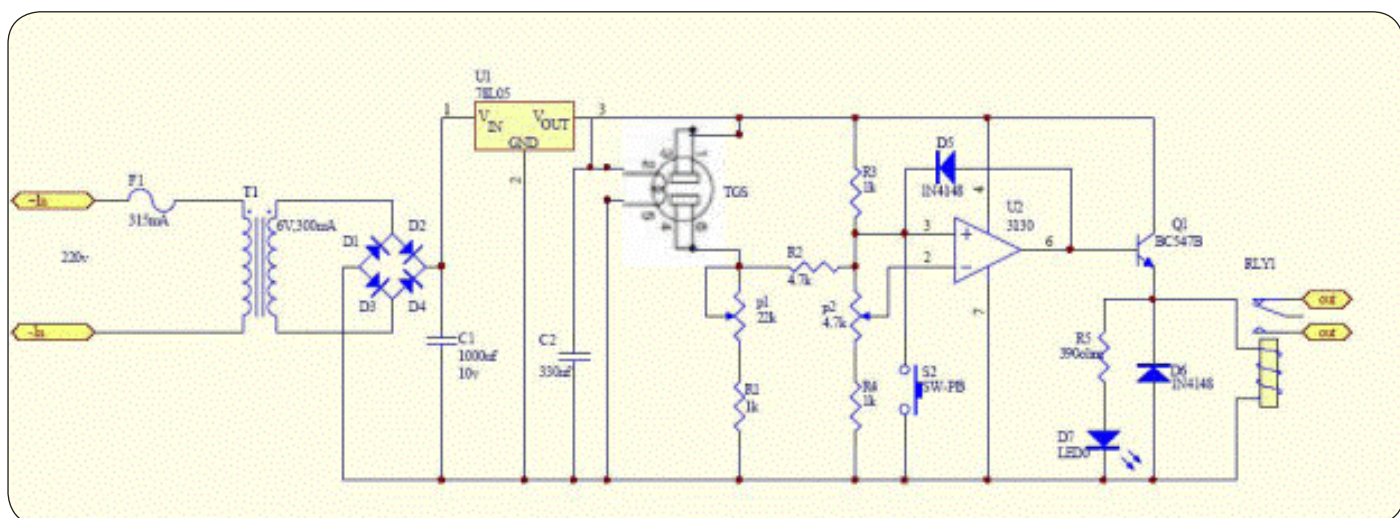 U1
78L05
1
V IN
V OUT
GND
3
2
F1
315mA
T1
6V,300mA
220v
D1
D2
D3
D4
C1
1000uf
10v
C2
330nf
TGS
p1
22k
R1
1k
R2
4.7k
R3
1k
p2
4.7k
R4
1k
D5
1N4148
S2
SW-PB
U2
3130
3
2
4
6
7
Q1
BC547B
R5
390ohm
D6
1N4148
D7
LED0
RLY1
out
out